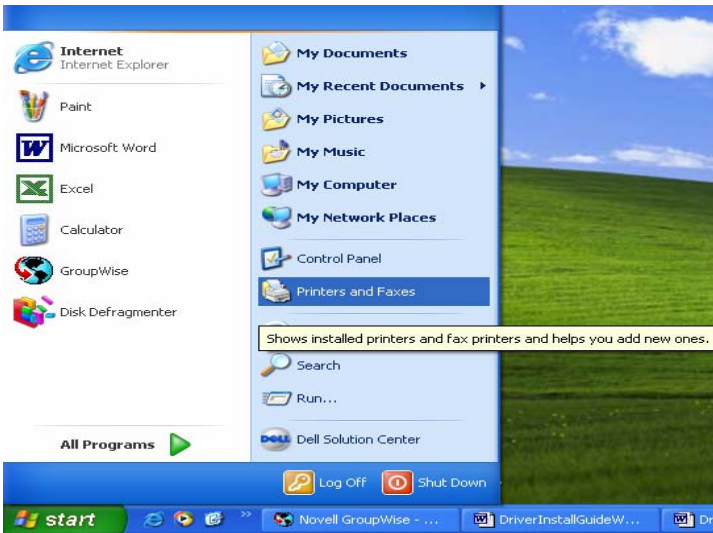 Internet
Internet Explorer
Paint
Microsoft Word
Excel
Calculator
GroupWise
Disk Defragmenter
All Programs
My Documents
My Recent Documents
My Pictures
My Music
My Computer
My Network Places
Control Panel
Printers and Faxes
Shows installed printers and fax printers and helps you add new ones.
Search
Run...
DELL Dell Solution Center
Log Off Shut Down
start Novell GroupWise - ... DriverInstallGuideW... Dr